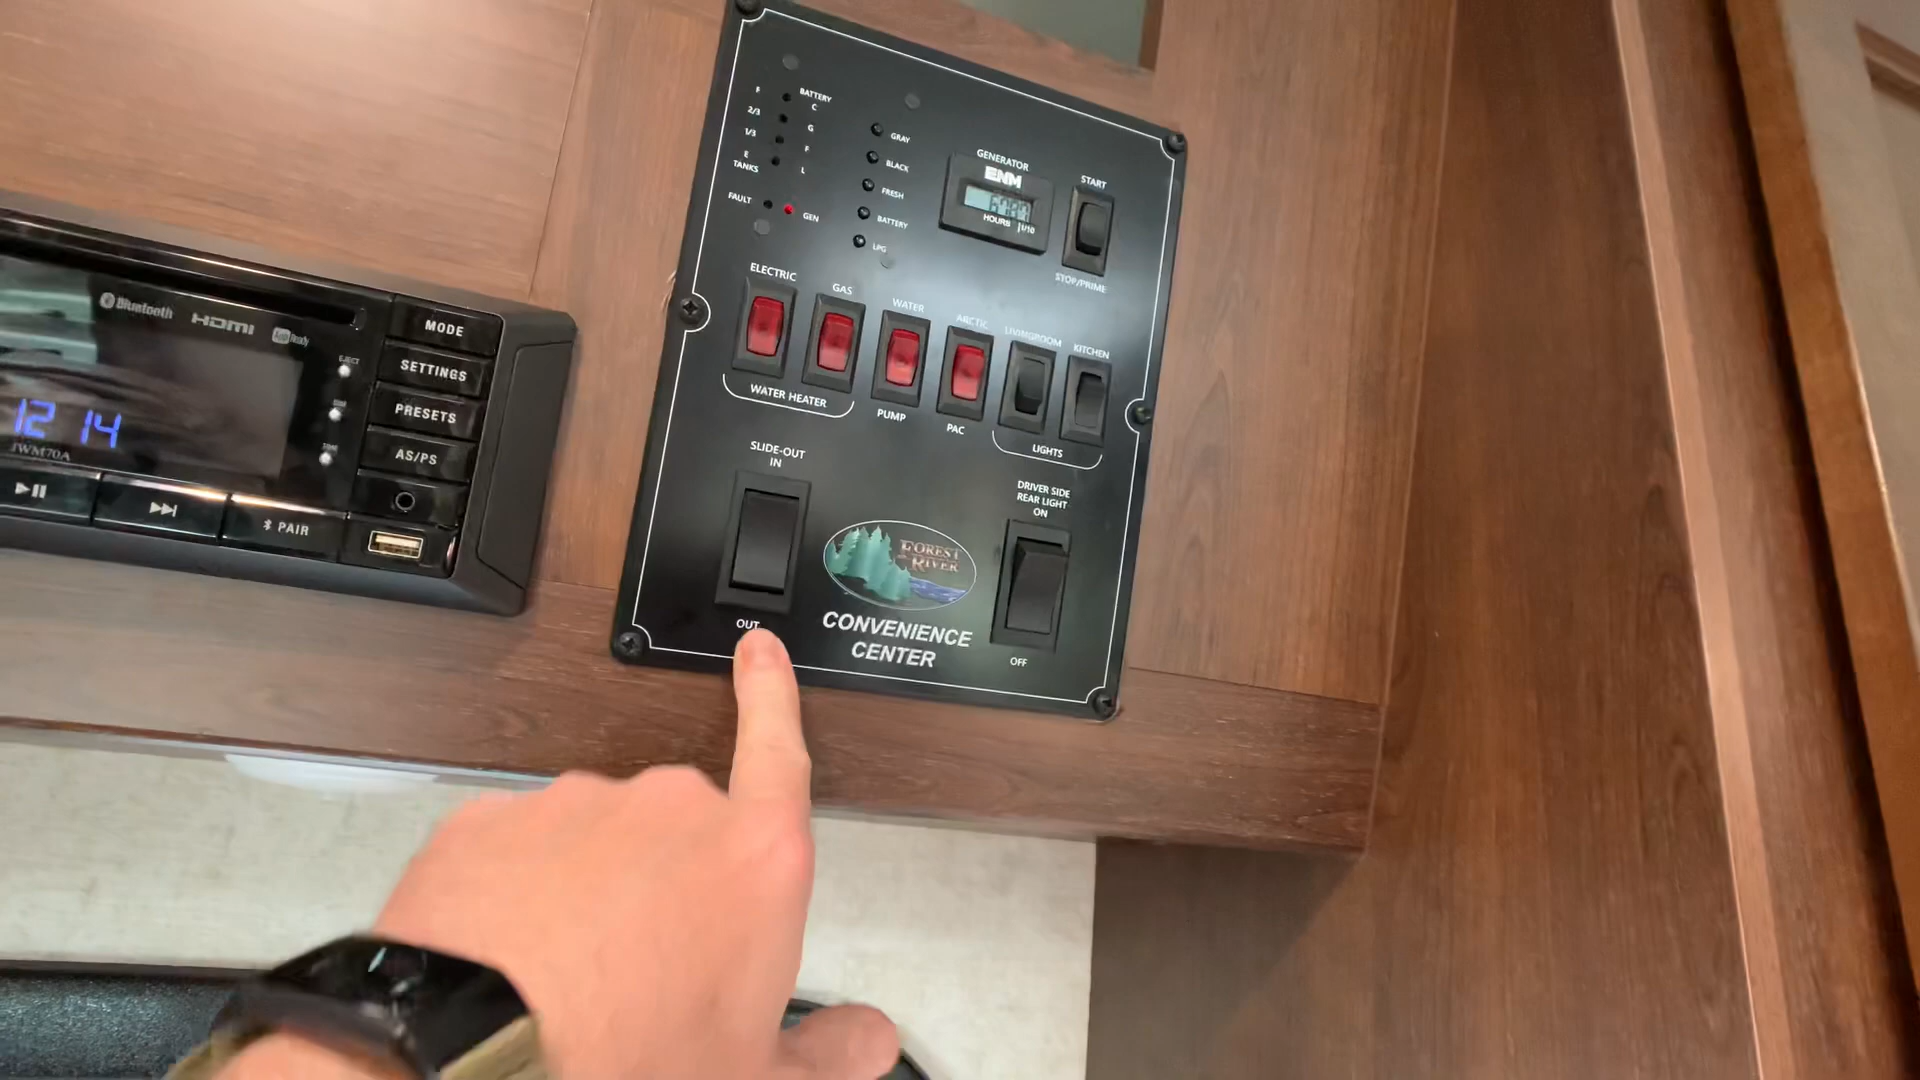 F
BATTERY
2/3
C
1/3
G
E
F
TANKS
L
FAULT
GEN
GRAY
BLACK
FRESH
BATTERY
LPG
GENERATOR
ENM
HOURS
1/10
START
STOP/PRIME
ELECTRIC
GAS
WATER
ARCTIC
LIVINGROOM
KITCHEN
WATER HEATER
PUMP
PAC
LIGHTS
SLIDE-OUT
IN
OUT
DRIVER SIDE
REAR LIGHT
ON
OFF
FOREST
RIVER
CONVENIENCE
CENTER
Bluetooth
HDMI
MODE
SETTINGS
PRESETS
AS/PS
PAIR
EJECT
12 14